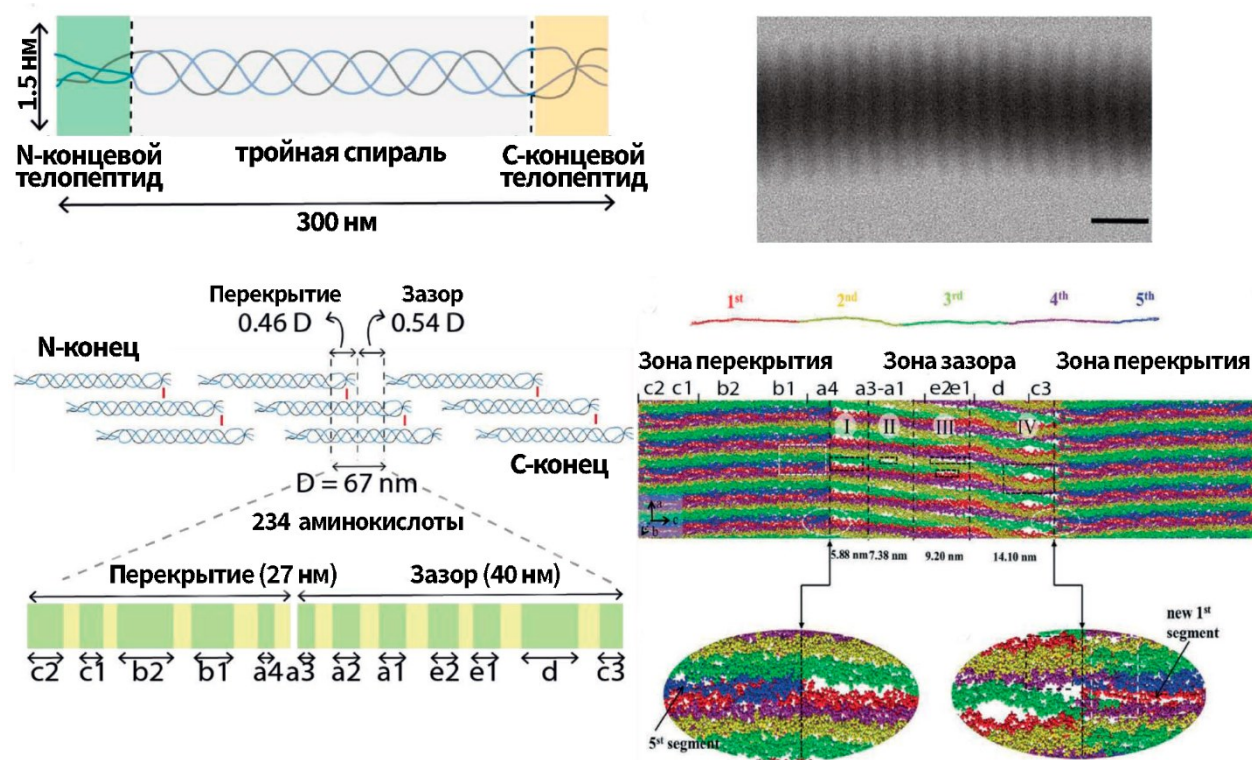 1.5 нм
N-концевой
телопептид
тройная спираль
С-концевой
телопептид
300 нм
Перекрытие
0.46 D
Зазор
0.54 D
N-конец
С-конец
D = 67 nm
234 аминокислоты
Перекрытие (27 нм)
Зазор (40 нм)
c2 c1 b2 b1 a4 a3 a2 a1 e2 e1 d c3
1st 2nd 3rd 4th 5th
Зона перекрытия Зона зазора Зона перекрытия
c2 c1 b2 b1 a4 a3-a1 e2e1 d c3
I II III IV
a
b c
5.88 nm 7.38 nm 9.20 nm 14.10 nm
5st segment
new 1st
segment